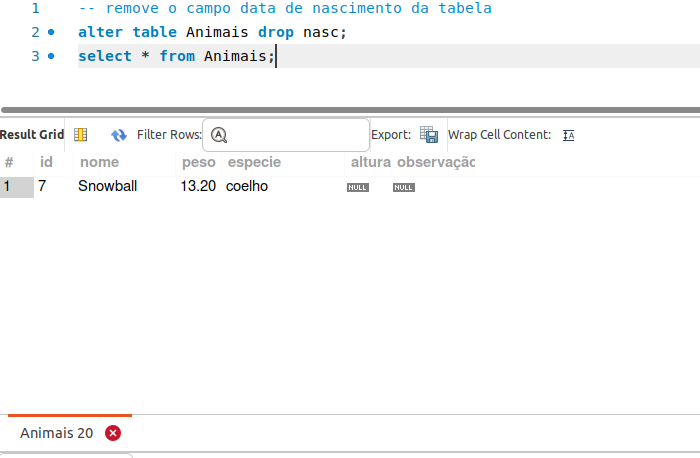 1 -- remove o campo data de nascimento da tabela
2 alter table Animais drop nasc;
3 select * from Animais;
Result Grid Filter Rows: Export: Wrap Cell Content:
# id nome peso especie altura observação
1 7 Snowball 13.20 coelho NULL NULL
Animais 20